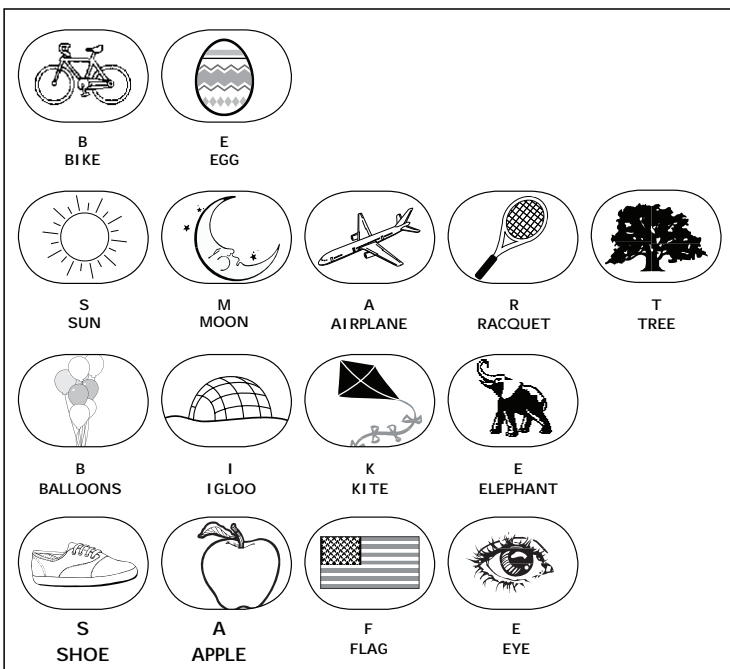 B E
BIKE EGG
S M A R T
SUN MOON AIRPLANE RACQUET TREE
B I K E
BALLOONS IGLOO KITE ELEPHANT
S A F E
SHOE APPLE FLAG EYE